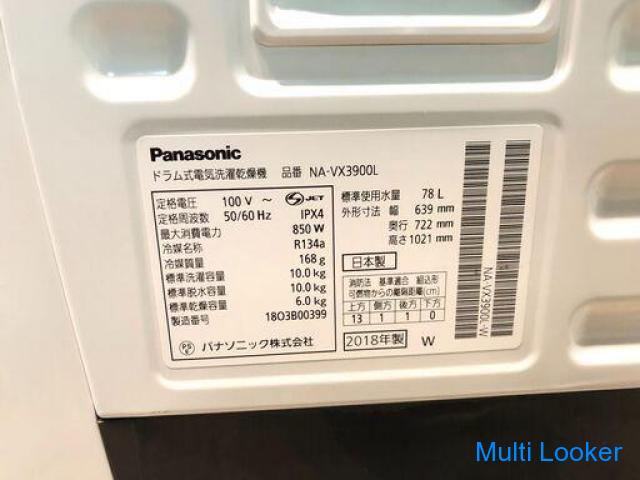 Panasonic
ドラム式電気洗濯乾燥機 品番 NA-VX3900L
定格電圧 100 V ～ JET
定格周波数 50/60 Hz IPX4
最大消費電力 850 W
冷媒名称 R134a
冷媒質量 168 g
標準洗濯容量 10.0 kg
標準脱水容量 10.0 kg
標準乾燥容量 6.0 kg
製造番号 18O3B00399
PS E パナソニック株式会社
標準使用水量 78 L
外形寸法 幅 639 mm
奥行 722 mm
高さ 1021 mm
日本製
消防法 基準適合 組込形
可燃物からの離隔距離(cm)
上方 側方 後方 下方
13 1 1 0
2018年製 W
NA-VX3900L-W
Multi Looker